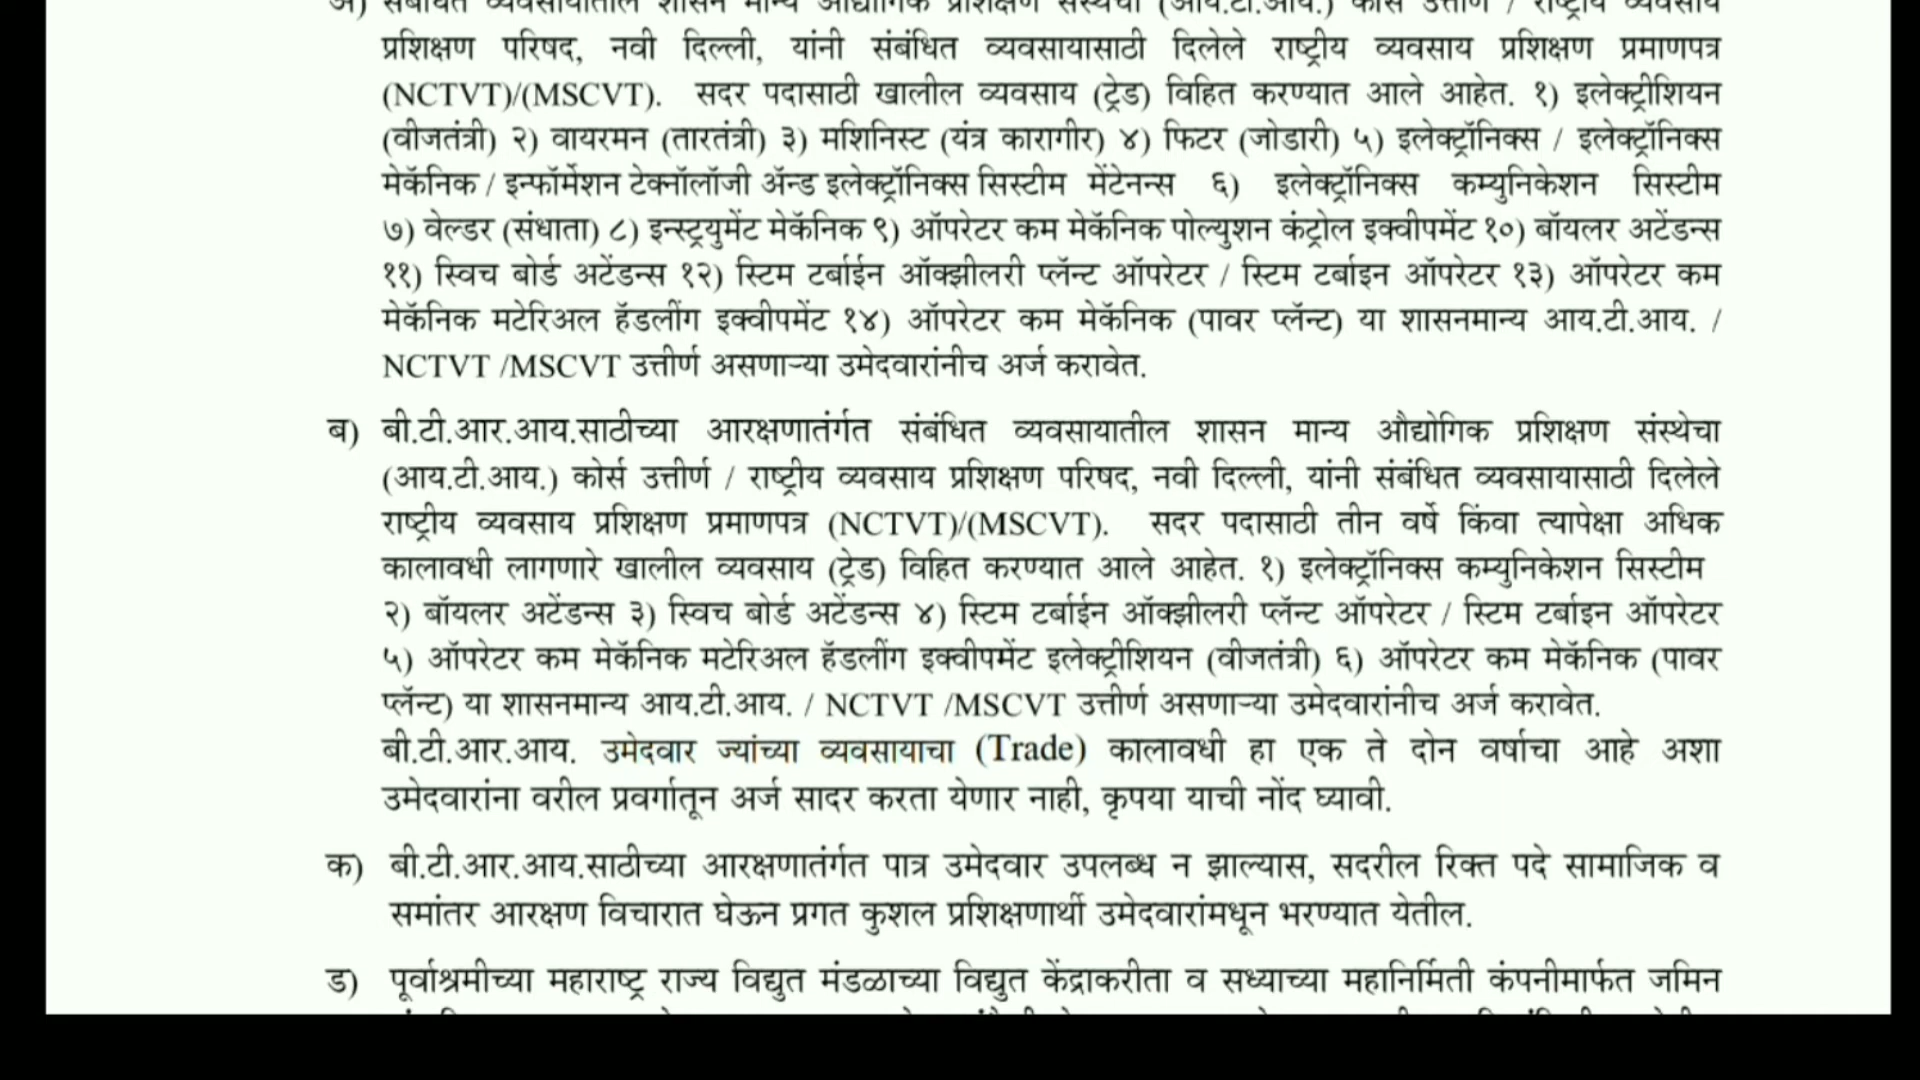 अ) संबंधित व्यवसायातील शासन मान्य औद्योगिक प्रशिक्षण संस्थेचा (आय.टी.आय.) कोर्स उत्तीर्ण / राष्ट्रीय व्यवसाय
प्रशिक्षण परिषद, नवी दिल्ली, यांनी संबंधित व्यवसायासाठी दिलेले राष्ट्रीय व्यवसाय प्रशिक्षण प्रमाणपत्र
(NCTVT)/(MSCVT). सदर पदासाठी खालील व्यवसाय (ट्रेड) विहित करण्यात आले आहेत. १) इलेक्ट्रीशियन
(वीजतंत्री) २) वायरमन (तारतंत्री) ३) मशिनिस्ट (यंत्र कारागीर) ४) फिटर (जोडारी) ५) इलेक्ट्रॉनिक्स / इलेक्ट्रॉनिक्स
मेकॅनिक / इन्फॉर्मेशन टेक्नॉलॉजी ॲन्ड इलेक्ट्रॉनिक्स सिस्टीम मेंटेनन्स ६) इलेक्ट्रॉनिक्स कम्युनिकेशन सिस्टीम
७) वेल्डर (संधाता) ८) इन्स्ट्रयुमेंट मेकॅनिक ९) ऑपरेटर कम मेकॅनिक पोल्युशन कंट्रोल इक्वीपमेंट १०) बॉयलर अटेंडन्स
११) स्विच बोर्ड अटेंडन्स १२) स्टिम टर्बाईन ऑक्झीलरी प्लॅन्ट ऑपरेटर / स्टिम टर्बाइन ऑपरेटर १३) ऑपरेटर कम
मेकॅनिक मटेरिअल हॅडलींग इक्वीपमेंट १४) ऑपरेटर कम मेकॅनिक (पावर प्लॅन्ट) या शासनमान्य आय.टी.आय. /
NCTVT /MSCVT उत्तीर्ण असणाऱ्या उमेदवारांनीच अर्ज करावेत.
ब) बी.टी.आर.आय.साठीच्या आरक्षणातंर्गत संबंधित व्यवसायातील शासन मान्य औद्योगिक प्रशिक्षण संस्थेचा
(आय.टी.आय.) कोर्स उत्तीर्ण / राष्ट्रीय व्यवसाय प्रशिक्षण परिषद, नवी दिल्ली, यांनी संबंधित व्यवसायासाठी दिलेले
राष्ट्रीय व्यवसाय प्रशिक्षण प्रमाणपत्र (NCTVT)/(MSCVT). सदर पदासाठी तीन वर्षे किंवा त्यापेक्षा अधिक
कालावधी लागणारे खालील व्यवसाय (ट्रेड) विहित करण्यात आले आहेत. १) इलेक्ट्रॉनिक्स कम्युनिकेशन सिस्टीम
२) बॉयलर अटेंडन्स ३) स्विच बोर्ड अटेंडन्स ४) स्टिम टर्बाईन ऑक्झीलरी प्लॅन्ट ऑपरेटर / स्टिम टर्बाइन ऑपरेटर
५) ऑपरेटर कम मेकॅनिक मटेरिअल हॅडलींग इक्वीपमेंट इलेक्ट्रीशियन (वीजतंत्री) ६) ऑपरेटर कम मेकॅनिक (पावर
प्लॅन्ट) या शासनमान्य आय.टी.आय. / NCTVT /MSCVT उत्तीर्ण असणाऱ्या उमेदवारांनीच अर्ज करावेत.
बी.टी.आर.आय. उमेदवार ज्यांच्या व्यवसायाचा (Trade) कालावधी हा एक ते दोन वर्षाचा आहे अशा
उमेदवारांना वरील प्रवर्गातून अर्ज सादर करता येणार नाही, कृपया याची नोंद घ्यावी.
क) बी.टी.आर.आय.साठीच्या आरक्षणातंर्गत पात्र उमेदवार उपलब्ध न झाल्यास, सदरील रिक्त पदे सामाजिक व
समांतर आरक्षण विचारात घेऊन प्रगत कुशल प्रशिक्षणार्थी उमेदवारांमधून भरण्यात येतील.
ड) पूर्वाश्रमीच्या महाराष्ट्र राज्य विद्युत मंडळाच्या विद्युत केंद्राकरीता व सध्याच्या महानिर्मिती कंपनीमार्फत जमिन